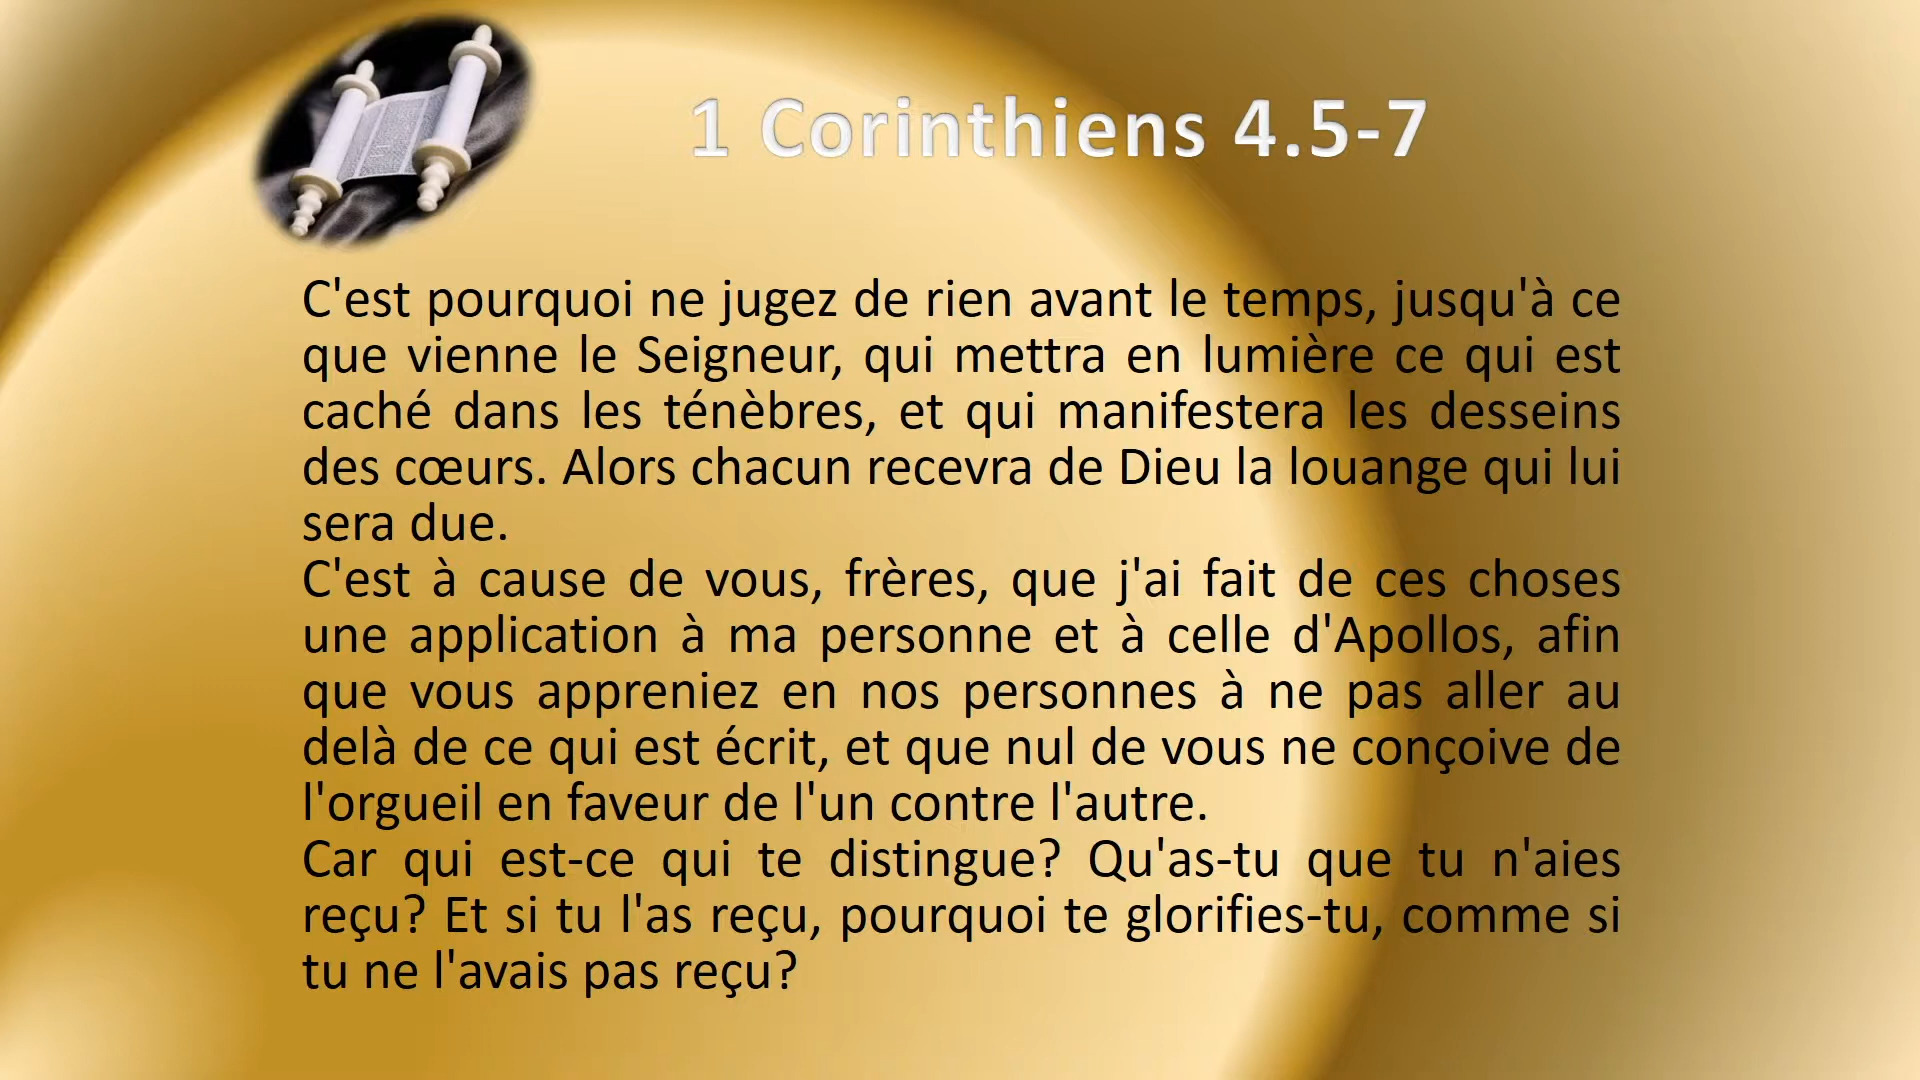 1 Corinthiens 4.5-7
C'est pourquoi ne jugez de rien avant le temps, jusqu'à ce
que vienne le Seigneur, qui mettra en lumière ce qui est
caché dans les ténèbres, et qui manifestera les desseins
des cœurs. Alors chacun recevra de Dieu la louange qui lui
sera due.
C'est à cause de vous, frères, que j'ai fait de ces choses
une application à ma personne et à celle d'Apollos, afin
que vous appreniez en nos personnes à ne pas aller au
delà de ce qui est écrit, et que nul de vous ne conçoive de
l'orgueil en faveur de l'un contre l'autre.
Car qui est-ce qui te distingue? Qu'as-tu que tu n'aies
reçu? Et si tu l'as reçu, pourquoi te glorifies-tu, comme si
tu ne l'avais pas reçu?